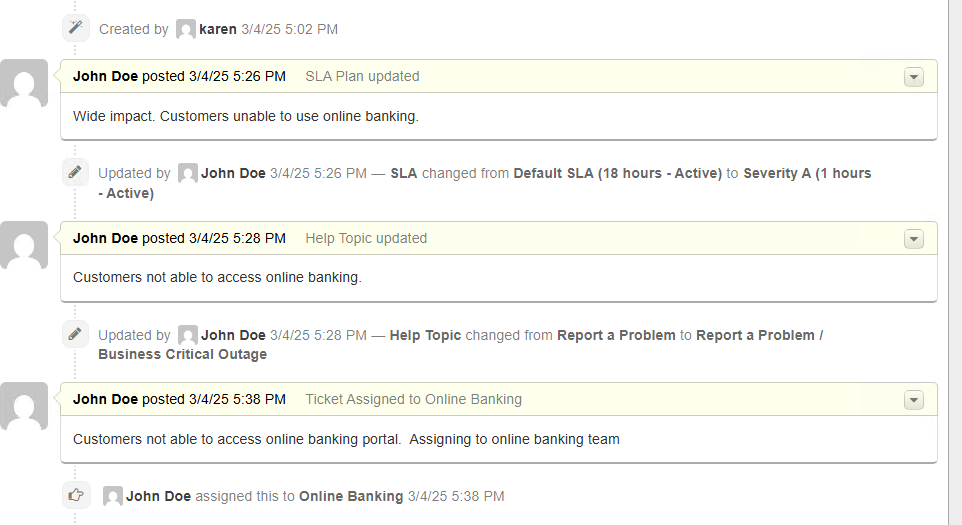 Created by karen 3/4/25 5:02 PM
John Doe posted 3/4/25 5:26 PM SLA Plan updated
Wide impact. Customers unable to use online banking.
Updated by John Doe 3/4/25 5:26 PM — SLA changed from Default SLA (18 hours - Active) to Severity A (1 hours
- Active)
John Doe posted 3/4/25 5:28 PM Help Topic updated
Customers not able to access online banking.
Updated by John Doe 3/4/25 5:28 PM — Help Topic changed from Report a Problem to Report a Problem /
Business Critical Outage
John Doe posted 3/4/25 5:38 PM Ticket Assigned to Online Banking
Customers not able to access online banking portal.  Assigning to online banking team
John Doe assigned this to Online Banking 3/4/25 5:38 PM